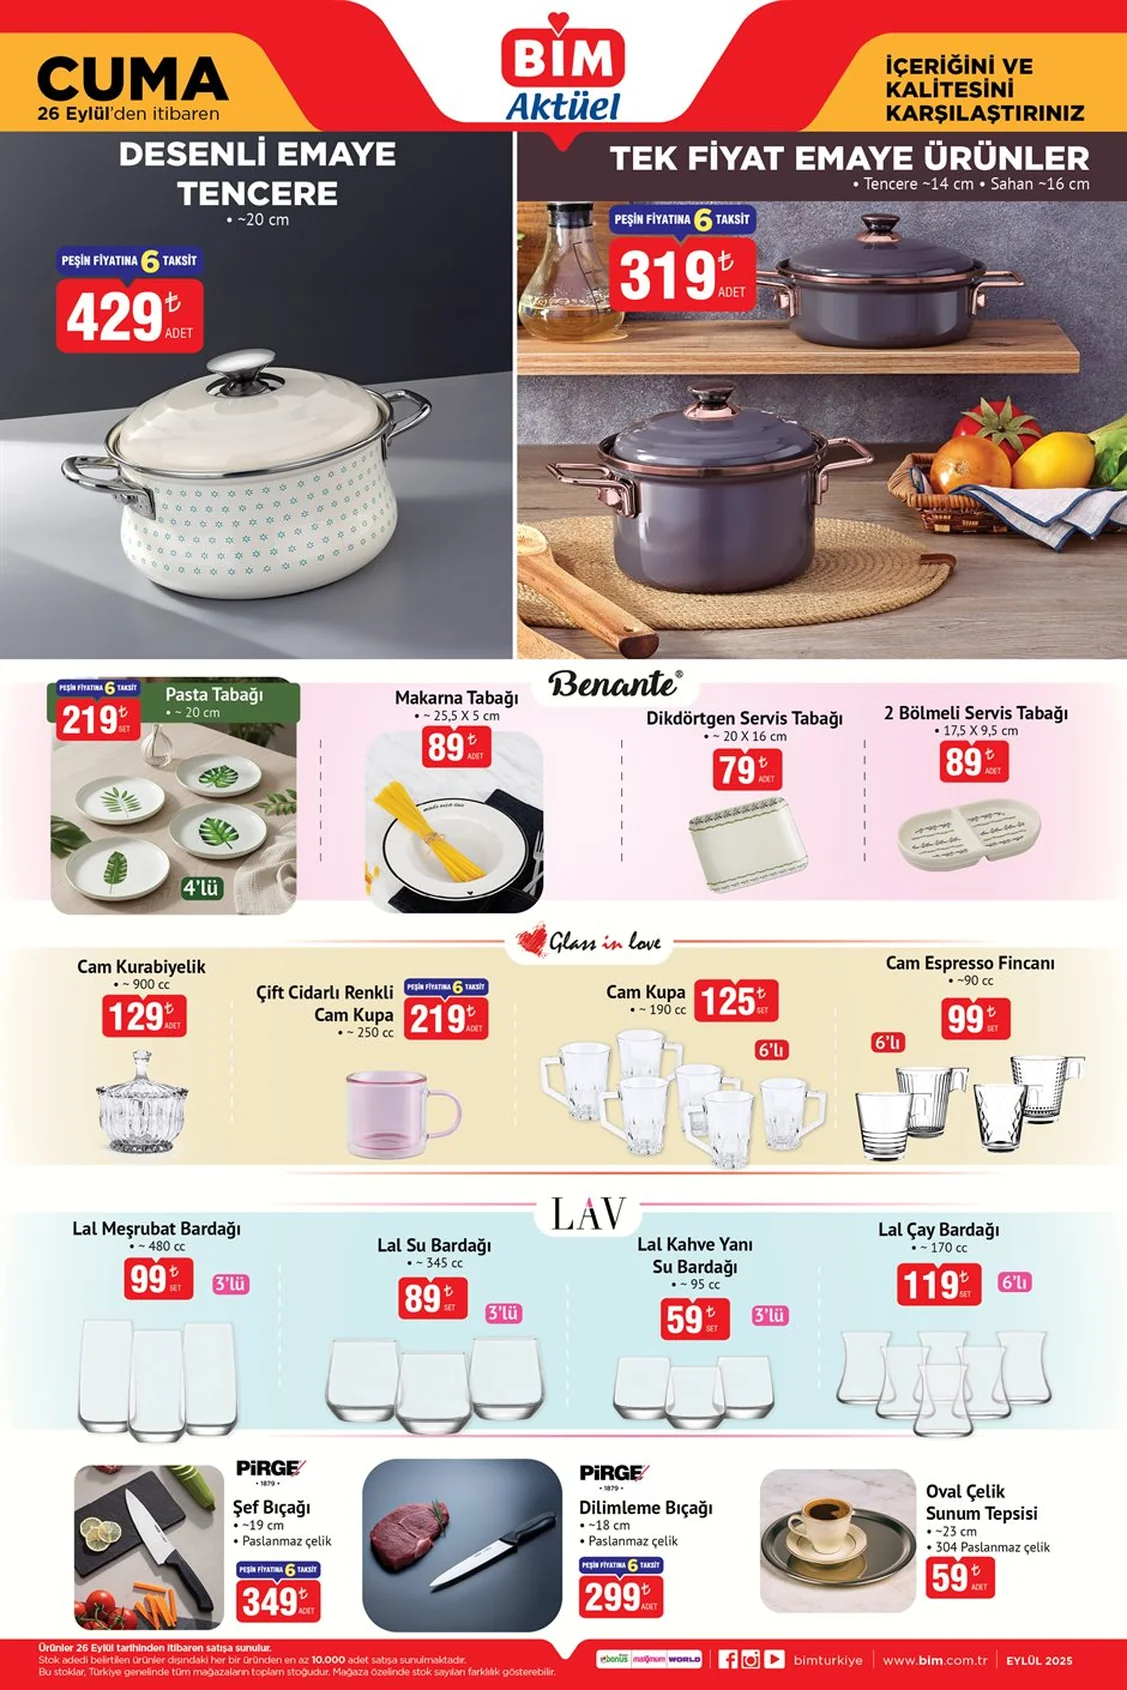 CUMA
26 Eylül'den itibaren
BİM
Aktüel
İÇERİĞİNİ VE
KALİTESİNİ
KARŞILAŞTIRINIZ
DESENLİ EMAYE
TENCERE
• ~20 cm
PEŞİN FİYATINA 6 TAKSİT
429₺
ADET
TEK FİYAT EMAYE ÜRÜNLER
• Tencere ~14 cm • Sahan ~16 cm
PEŞİN FİYATINA 6 TAKSİT
319₺
ADET
Benante®
PEŞİN FİYATINA 6 TAKSİT
219₺
SET
Pasta Tabağı
• ~ 20 cm
4'lü
Makarna Tabağı
• ~ 25,5 X 5 cm
89₺
ADET
Dikdörtgen Servis Tabağı
• ~ 20 X 16 cm
79₺
ADET
2 Bölmeli Servis Tabağı
• 17,5 X 9,5 cm
89₺
ADET
Glass in love
Cam Kurabiyelik
• ~ 900 cc
129₺
ADET
Çift Cidarlı Renkli
Cam Kupa
• ~ 250 cc
PEŞİN FİYATINA 6 TAKSİT
219₺
ADET
Cam Kupa
• ~ 190 cc
125₺
SET
6'lı
Cam Espresso Fincanı
• ~90 cc
99₺
SET
6'lı
LAV
Lal Meşrubat Bardağı
• ~ 480 cc
99₺
SET
3'lü
Lal Su Bardağı
• ~ 345 cc
89₺
SET
3'lü
Lal Kahve Yanı
Su Bardağı
• ~ 95 cc
59₺
SET
3'lü
Lal Çay Bardağı
• ~ 170 cc
119₺
SET
6'lı
PİRGE
• 1879 •
Şef Bıçağı
• ~19 cm
• Paslanmaz çelik
PEŞİN FİYATINA 6 TAKSİT
349₺
ADET
PİRGE
• 1879 •
Dilimleme Bıçağı
• ~18 cm
• Paslanmaz çelik
PEŞİN FİYATINA 6 TAKSİT
299₺
ADET
Oval Çelik
Sunum Tepsisi
• ~23 cm
• 304 Paslanmaz çelik
59₺
ADET
Ürünler 26 Eylül tarihinden itibaren satışa sunulur.
Stok adedi belirtilen ürünler dışındaki her bir üründen en az 10.000 adet satışa sunulmaktadır.
Bu stoklar, Türkiye genelinde tüm mağazaların toplam stoğudur. Mağaza özelinde stok sayıları farklılık gösterebilir.
bonus maximum WORLD
bimturkiye
www.bim.com.tr
EYLÜL 2025